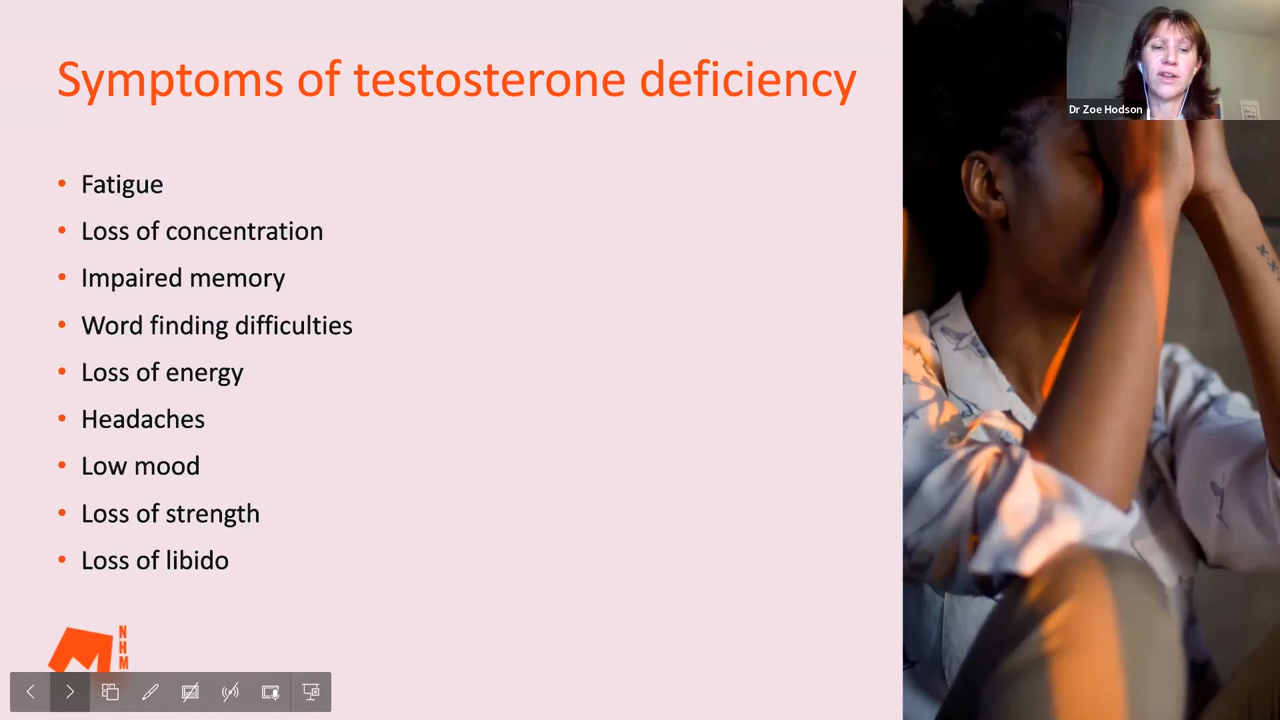 Symptoms of testosterone deficiency
Dr Zoe Hodson
• Fatigue
• Loss of concentration
• Impaired memory
• Word finding difficulties
• Loss of energy
• Headaches
• Low mood
• Loss of strength
• Loss of libido
NHM